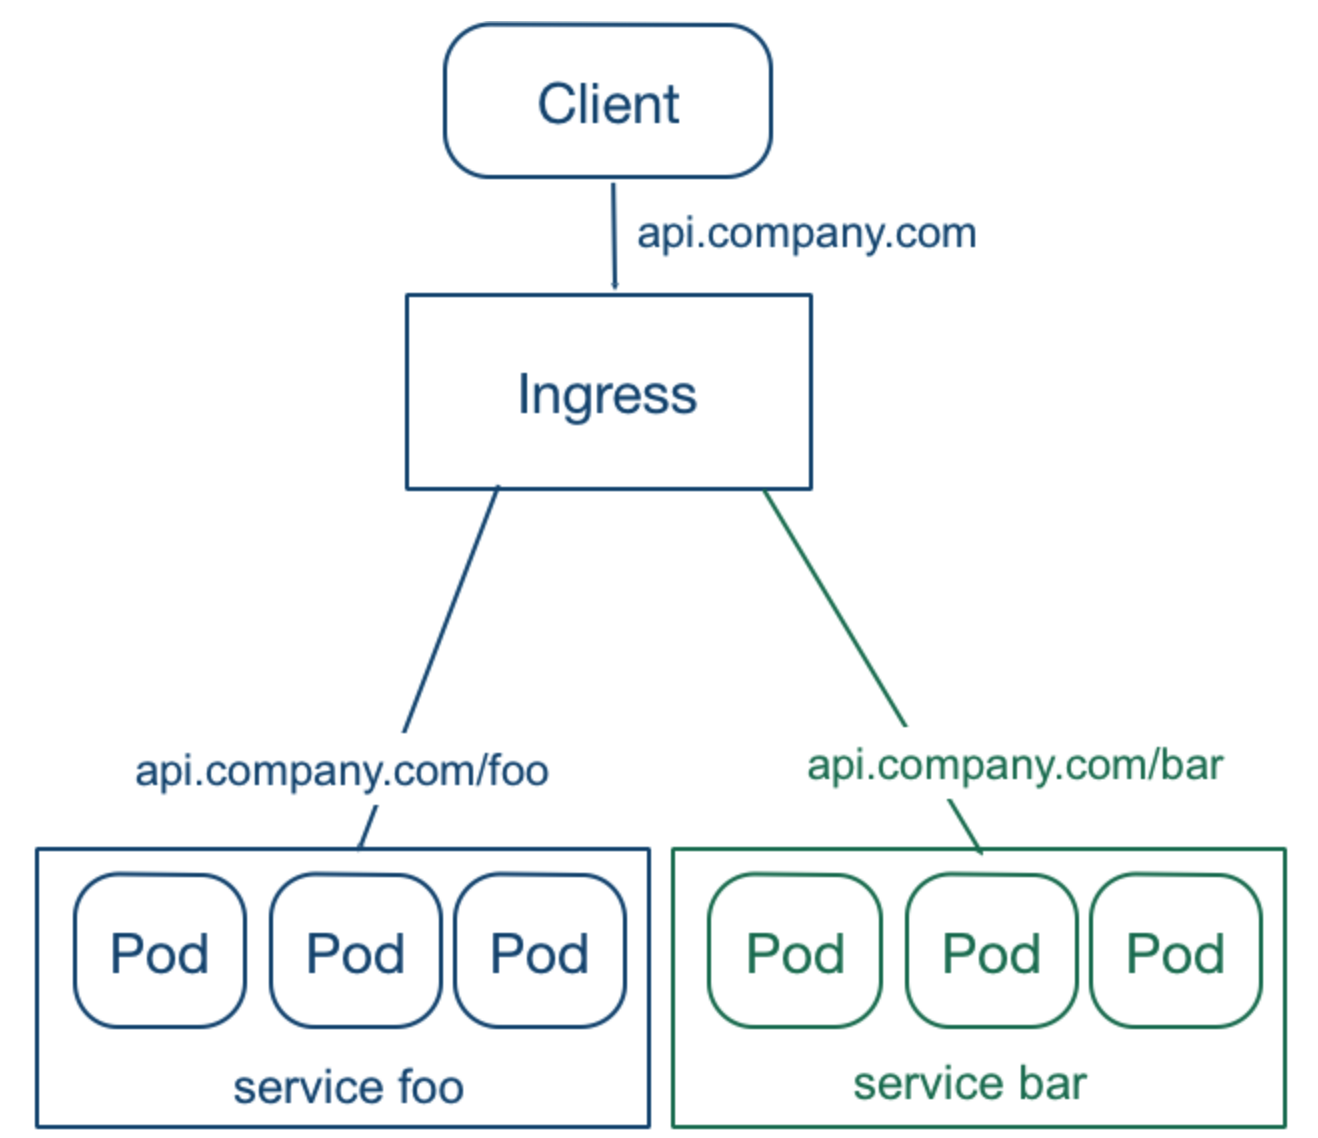 Client
api.company.com
Ingress
api.company.com/foo
api.company.com/bar
Pod
Pod
Pod
Pod
Pod
Pod
service foo
service bar